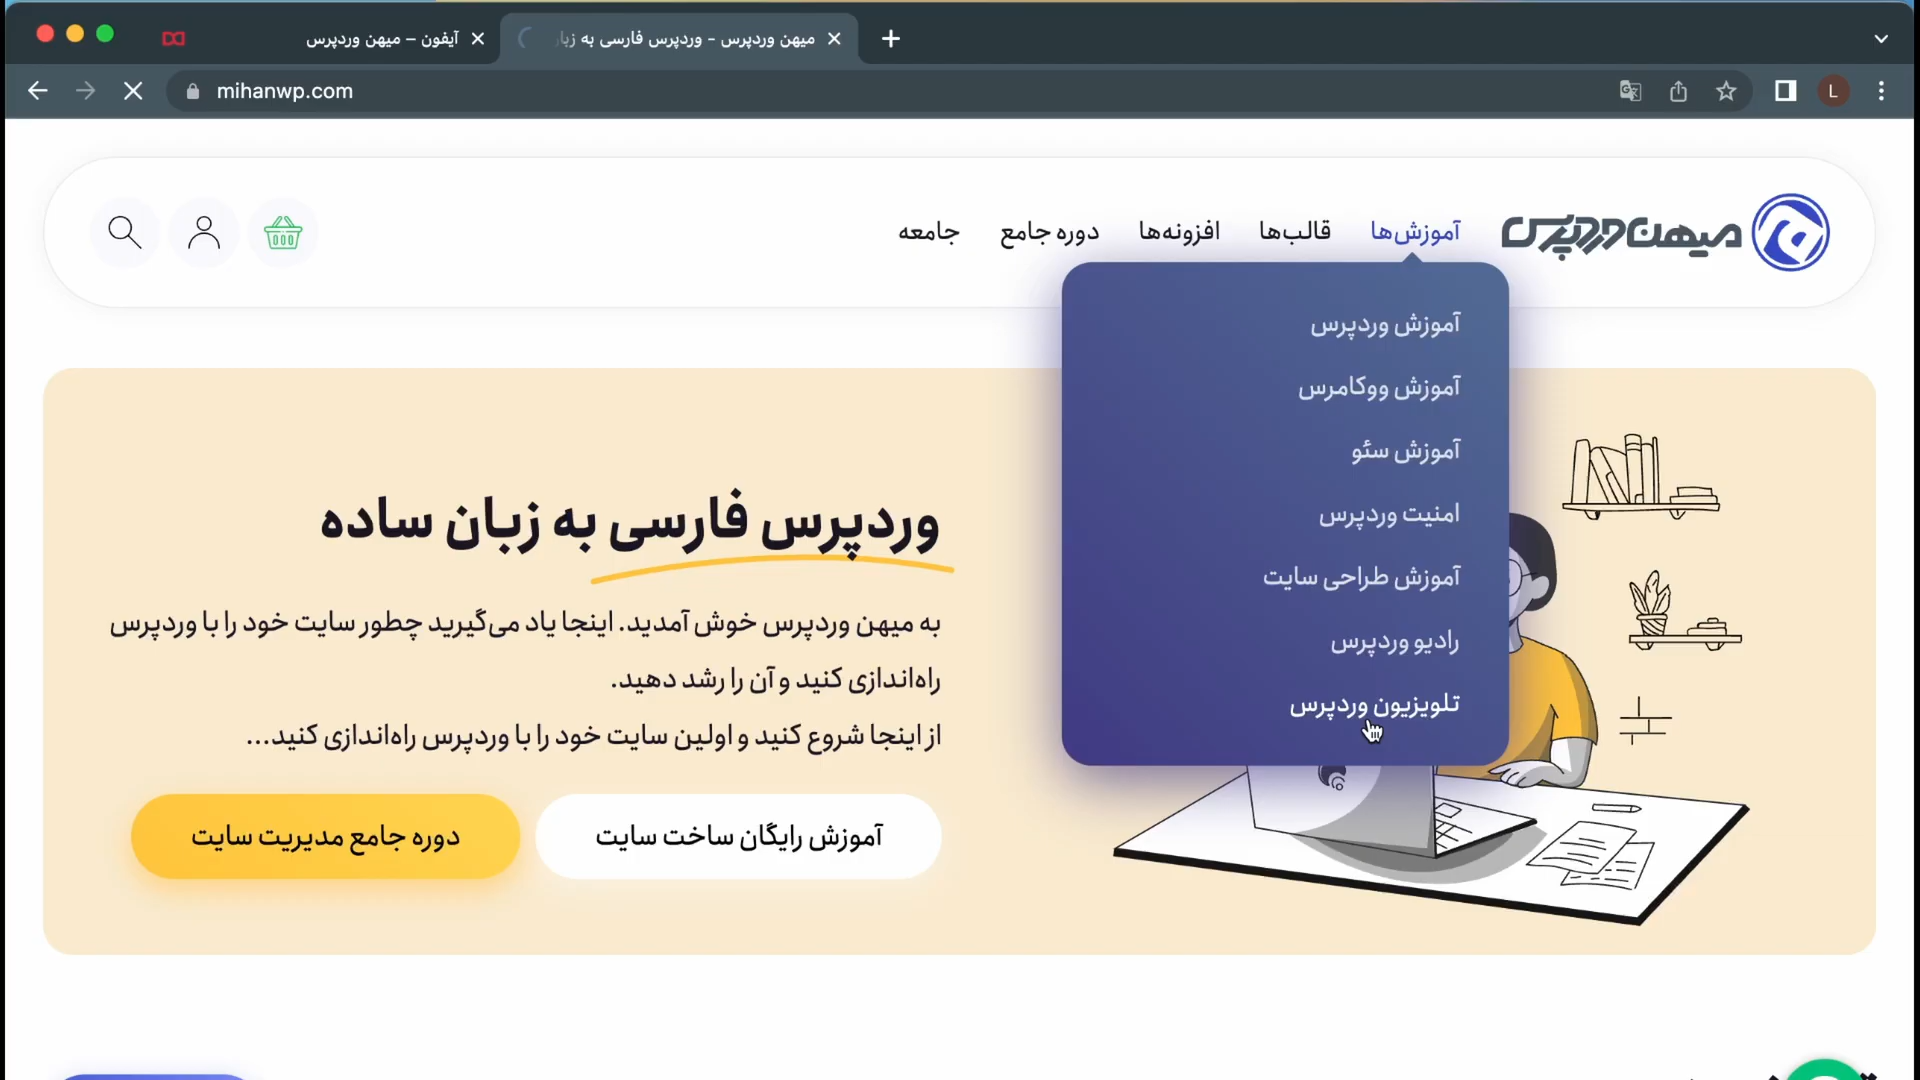 آیفون – میهن وردپرس
میهن وردپرس - وردپرس فارسی به زبا
mihanwp.com
L
میهن وردپرس
آموزش‌ها
قالب‌ها
افزونه‌ها
دوره جامع
جامعه
آموزش وردپرس
آموزش ووکامرس
آموزش سئو
امنیت وردپرس
آموزش طراحی سایت
رادیو وردپرس
تلویزیون وردپرس
وردپرس فارسی به زبان ساده
به میهن وردپرس خوش آمدید. اینجا یاد می‌گیرید چطور سایت خود را با وردپرس
راه‌اندازی کنید و آن را رشد دهید.
از اینجا شروع کنید و اولین سایت خود را با وردپرس راه‌اندازی کنید...
آموزش رایگان ساخت سایت
دوره جامع مدیریت سایت